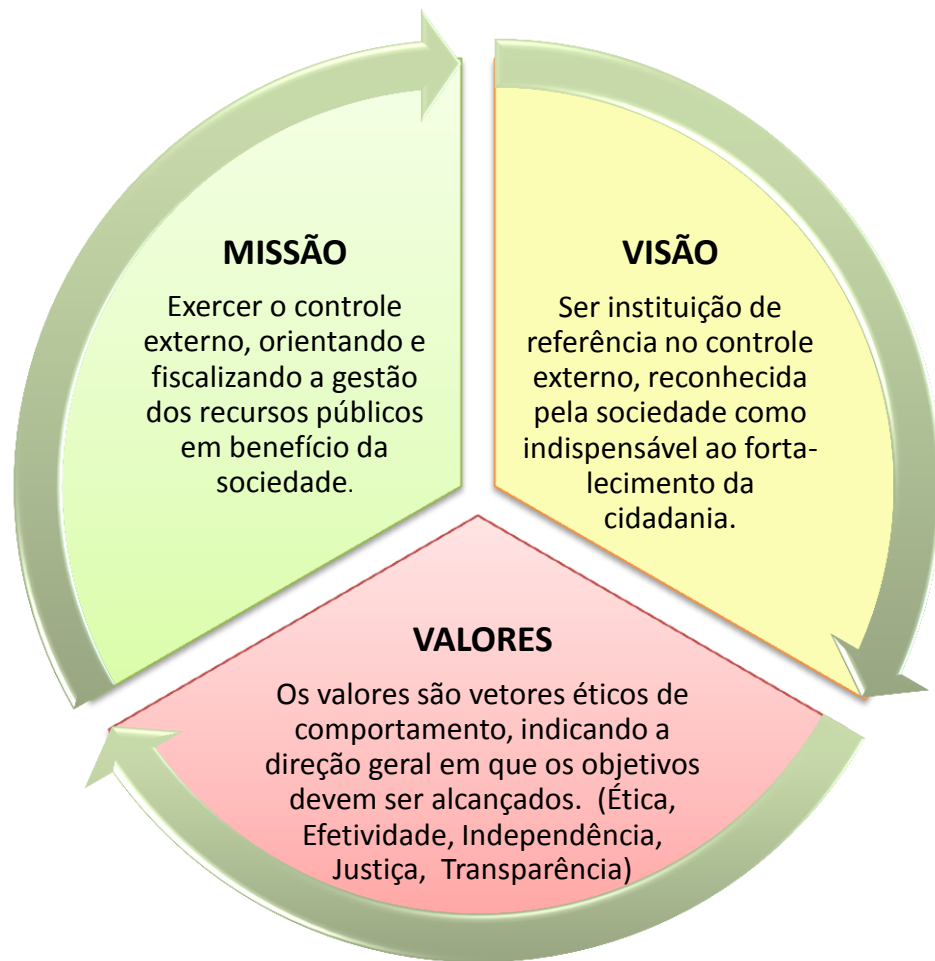 MISSÃO
Exercer o controle
externo, orientando e
fiscalizando a gestão
dos recursos públicos
em benefício da
sociedade.
VISÃO
Ser instituição de
referência no controle
externo, reconhecida
pela sociedade como
indispensável ao forta-
lecimento da
cidadania.
VALORES
Os valores são vetores éticos de
comportamento, indicando a
direção geral em que os objetivos
devem ser alcançados. (Ética,
Efetividade, Independência,
Justiça, Transparência)